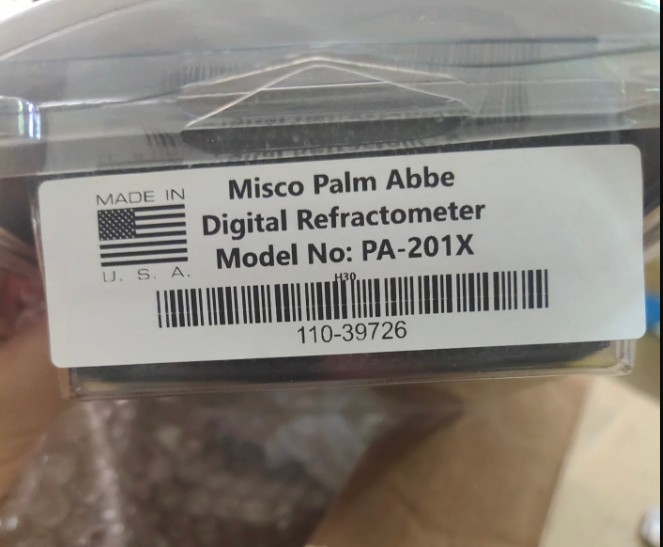 MADE IN
U. S. A.
Misco Palm Abbe
Digital Refractometer
Model No: PA-201X
H30
110-39726